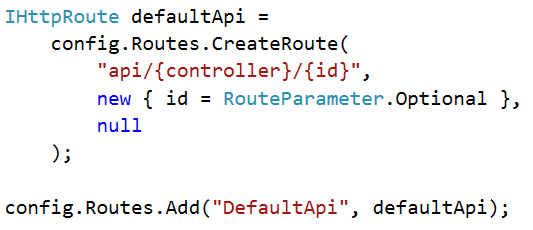 IHttpRoute defaultApi =
    config.Routes.CreateRoute(
        "api/{controller}/{id}",
        new { id = RouteParameter.Optional },
        null
    );

config.Routes.Add("DefaultApi", defaultApi);